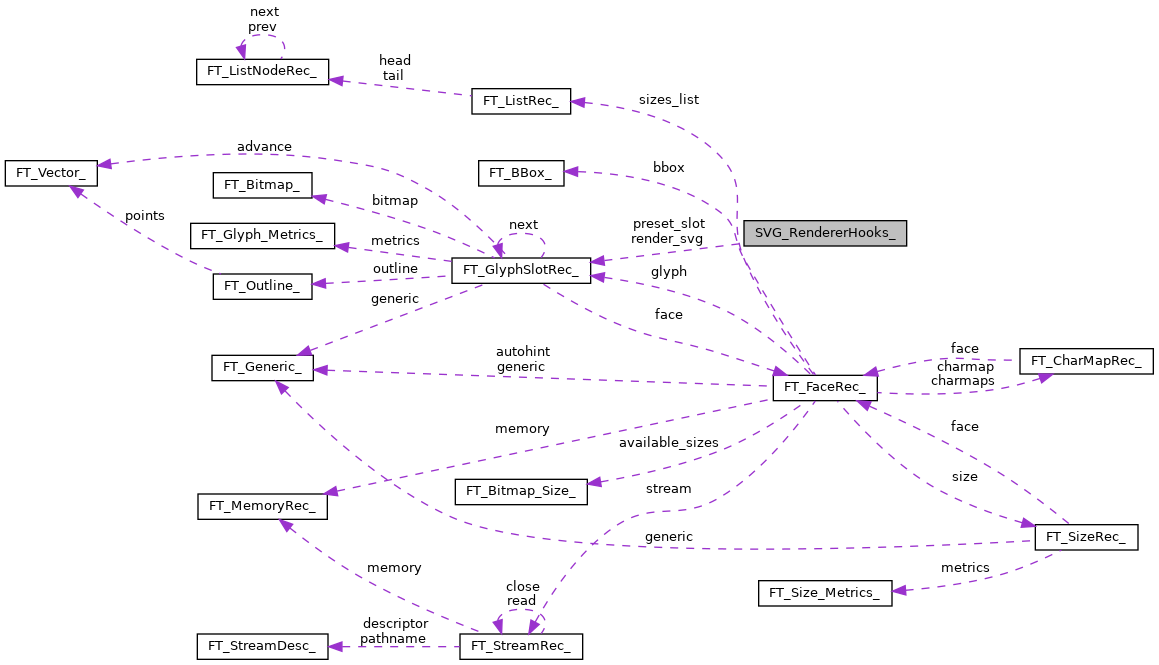 next
prev
FT_ListNodeRec_
head
tail
FT_ListRec_
sizes_list
advance
FT_Vector_
FT_Bitmap_
FT_BBox_
bbox
bitmap
points
FT_Glyph_Metrics_
metrics
next
preset_slot
render_svg
SVG_RendererHooks_
FT_GlyphSlotRec_
outline
glyph
FT_Outline_
generic
face
FT_Generic_
autohint
generic
face
FT_CharMapRec_
charmap
charmaps
FT_FaceRec_
memory
available_sizes
face
FT_MemoryRec_
FT_Bitmap_Size_
stream
size
generic
FT_SizeRec_
memory
close
read
metrics
FT_Size_Metrics_
descriptor
pathname
FT_StreamDesc_
FT_StreamRec_